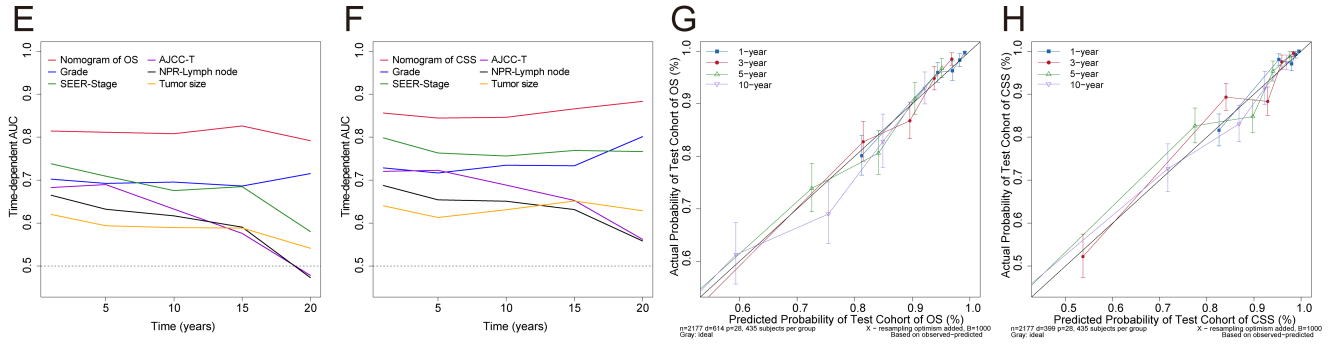 E
Time-dependent AUC
1.0
0.9
0.8
0.7
0.6
0.5
Nomogram of OS
Grade
SEER-Stage
AJCC-T
NPR-Lymph node
Tumor size
5 10 15 20
Time (years)
F
Time-dependent AUC
1.0
0.9
0.8
0.7
0.6
0.5
Nomogram of CSS
Grade
SEER-Stage
AJCC-T
NPR-Lymph node
Tumor size
5 10 15 20
Time (years)
G
Actual Probability of Test Cohort of OS (%)
1.0
0.9
0.8
0.7
0.6
1-year
3-year
5-year
10-year
0.6 0.7 0.8 0.9 1.0
Predicted Probability of Test Cohort of OS (%)
n=2177 d=614 p=28, 435 subjects per group
Gray: ideal
X - resampling optimism added, B=1000
Based on observed-predicted
H
Actual Probability of Test Cohort of CSS (%)
1.0
0.9
0.8
0.7
0.6
0.5
1-year
3-year
5-year
10-year
0.5 0.6 0.7 0.8 0.9 1.0
Predicted Probability of Test Cohort of CSS (%)
n=2177 d=399 p=28, 435 subjects per group
Gray: ideal
X - resampling optimism added, B=1000
Based on observed-predicted